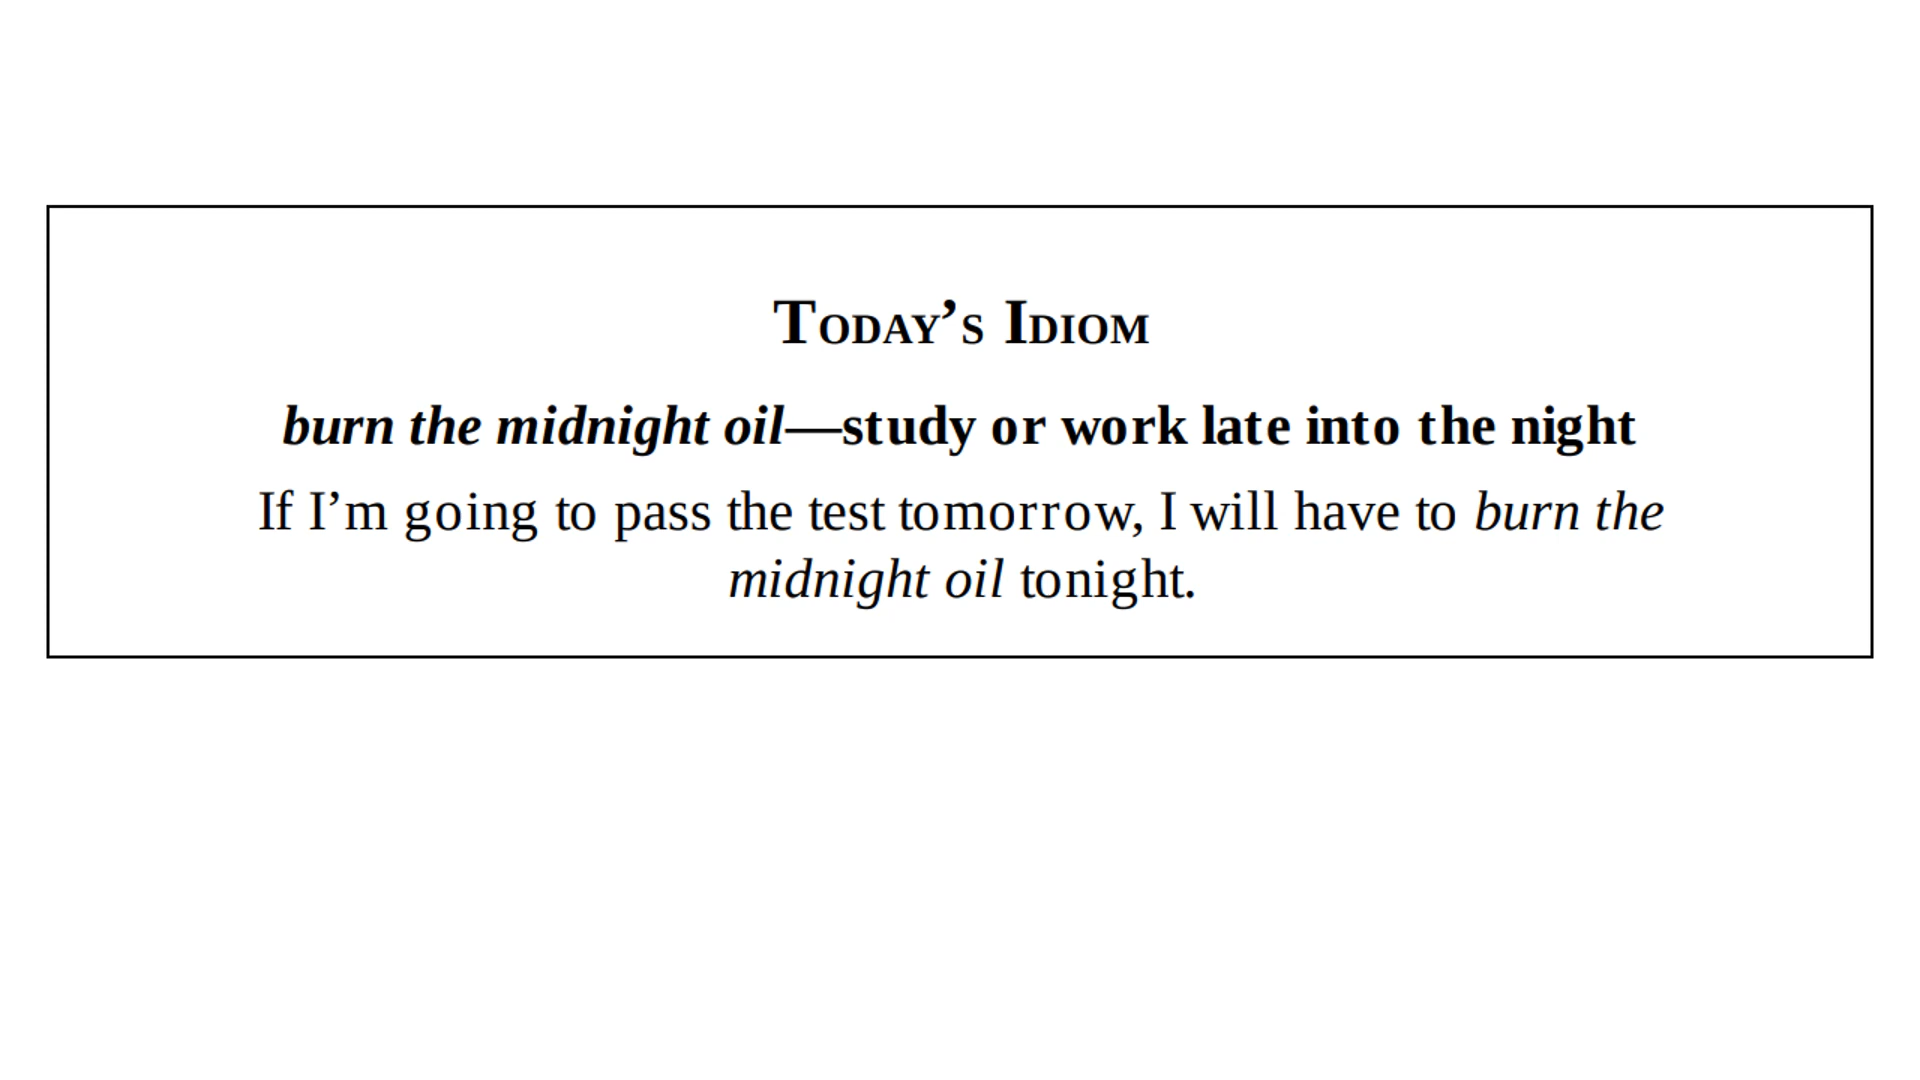 Today’s Idiom
burn the midnight oil—study or work late into the night
If I’m going to pass the test tomorrow, I will have to burn the
midnight oil tonight.